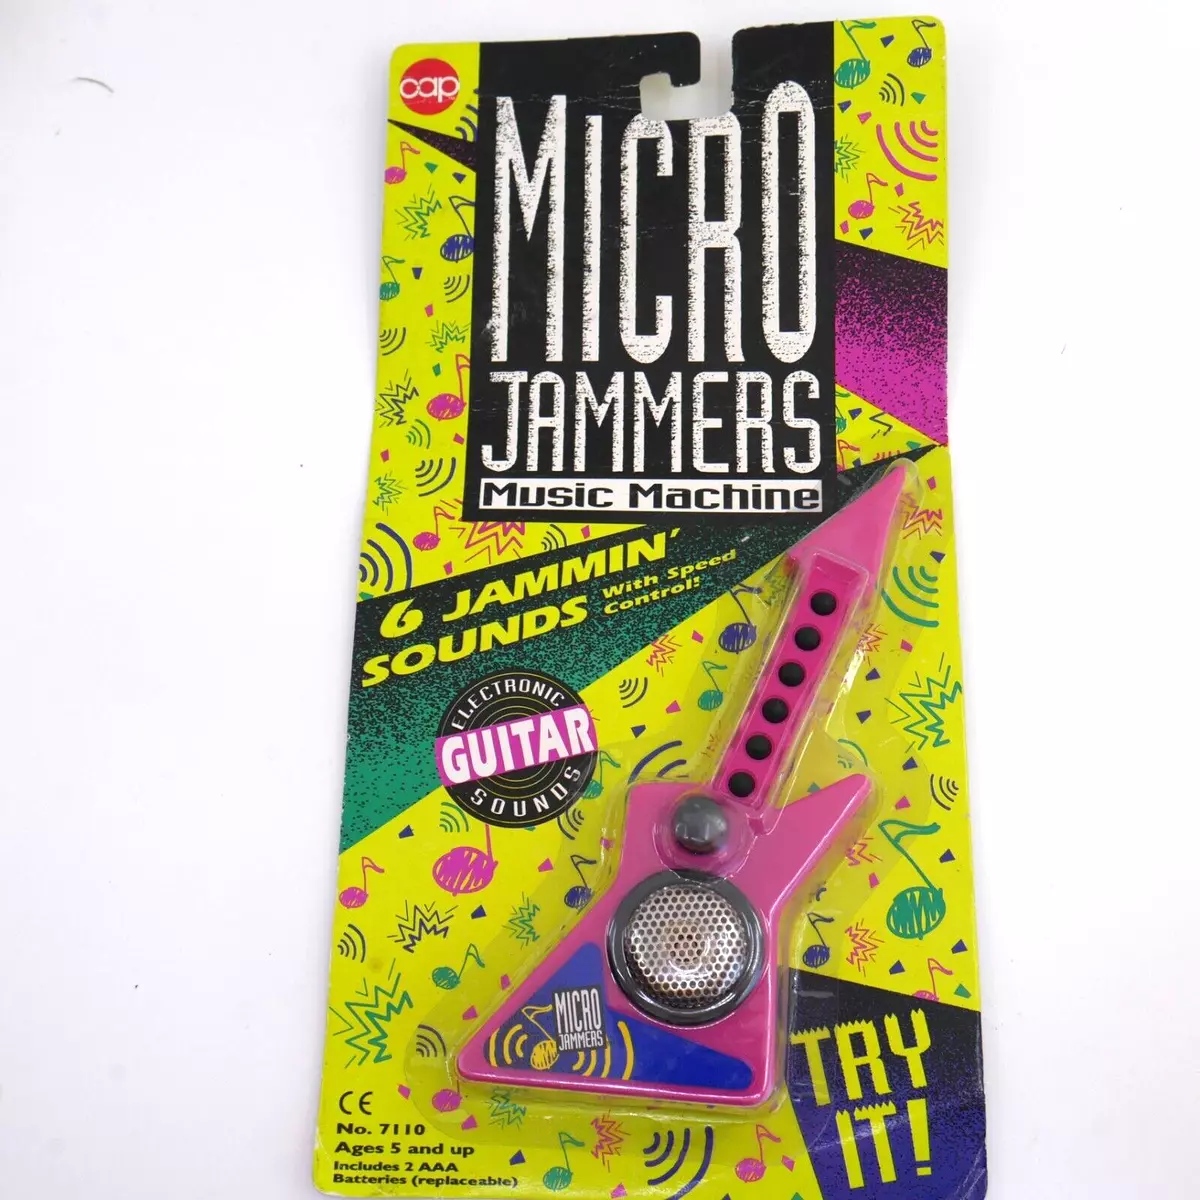 cap
MICRO
JAMMERS
Music Machine
6 JAMMIN'
SOUNDS
With Speed
Control!
ELECTRONIC
GUITAR
SOUNDS
MICRO
JAMMERS
TRY
IT!
CE
No. 7110
Ages 5 and up
Includes 2 AAA
Batteries (replaceable)